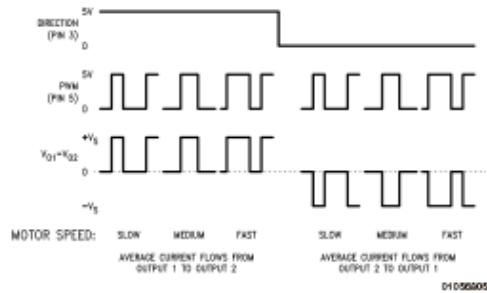 DIRECTION
(PIN 3)
5V
0
PWM
(PIN 5)
5V
0
V01=V02
+VS
0
-VS
MOTOR SPEED: SLOW MEDIUM FAST SLOW MEDIUM FAST
AVERAGE CURRENT FLOWS FROM
OUTPUT 1 TO OUTPUT 2
AVERAGE CURRENT FLOWS FROM
OUTPUT 2 TO OUTPUT 1
01056805